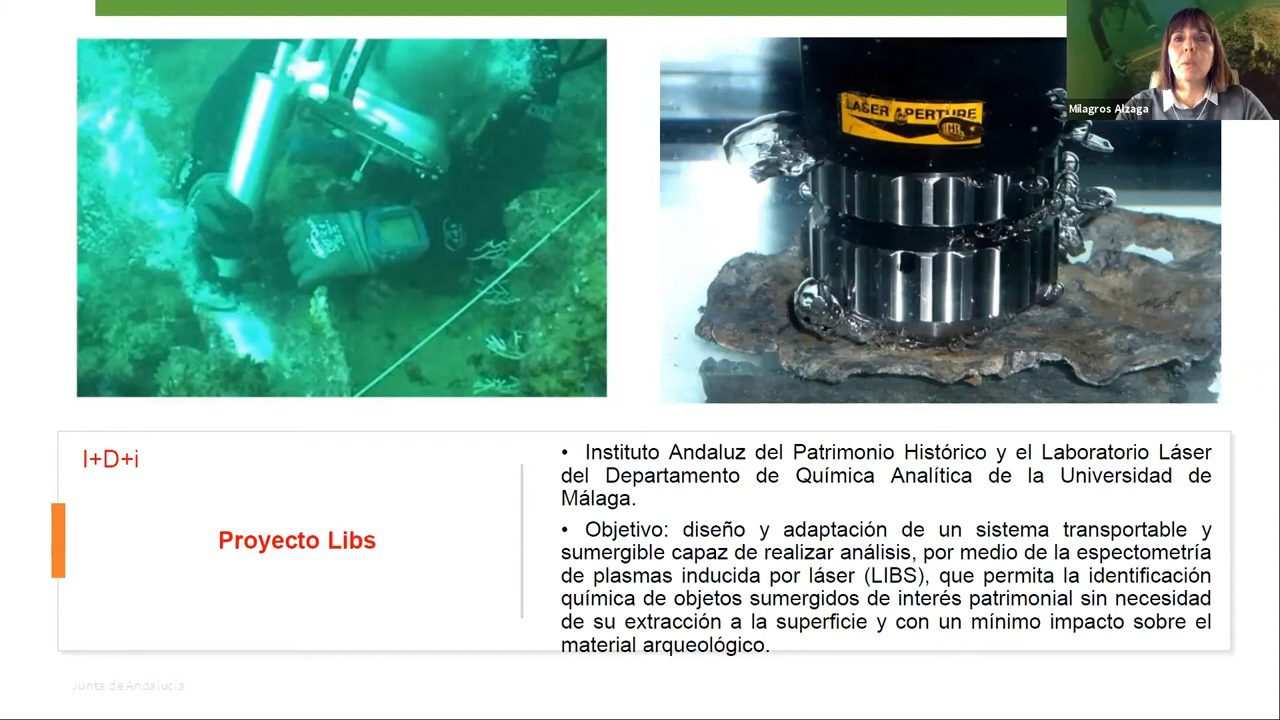 LASER APERTURE
Milagros Alzaga
I+D+i
Proyecto Libs
• Instituto Andaluz del Patrimonio Histórico y el Laboratorio Láser
del Departamento de Química Analítica de la Universidad de
Málaga.
• Objetivo: diseño y adaptación de un sistema transportable y
sumergible capaz de realizar análisis, por medio de la espectometría
de plasmas inducida por láser (LIBS), que permita la identificación
química de objetos sumergidos de interés patrimonial sin necesidad
de su extracción a la superficie y con un mínimo impacto sobre el
material arqueológico.
Junta de Andalucía